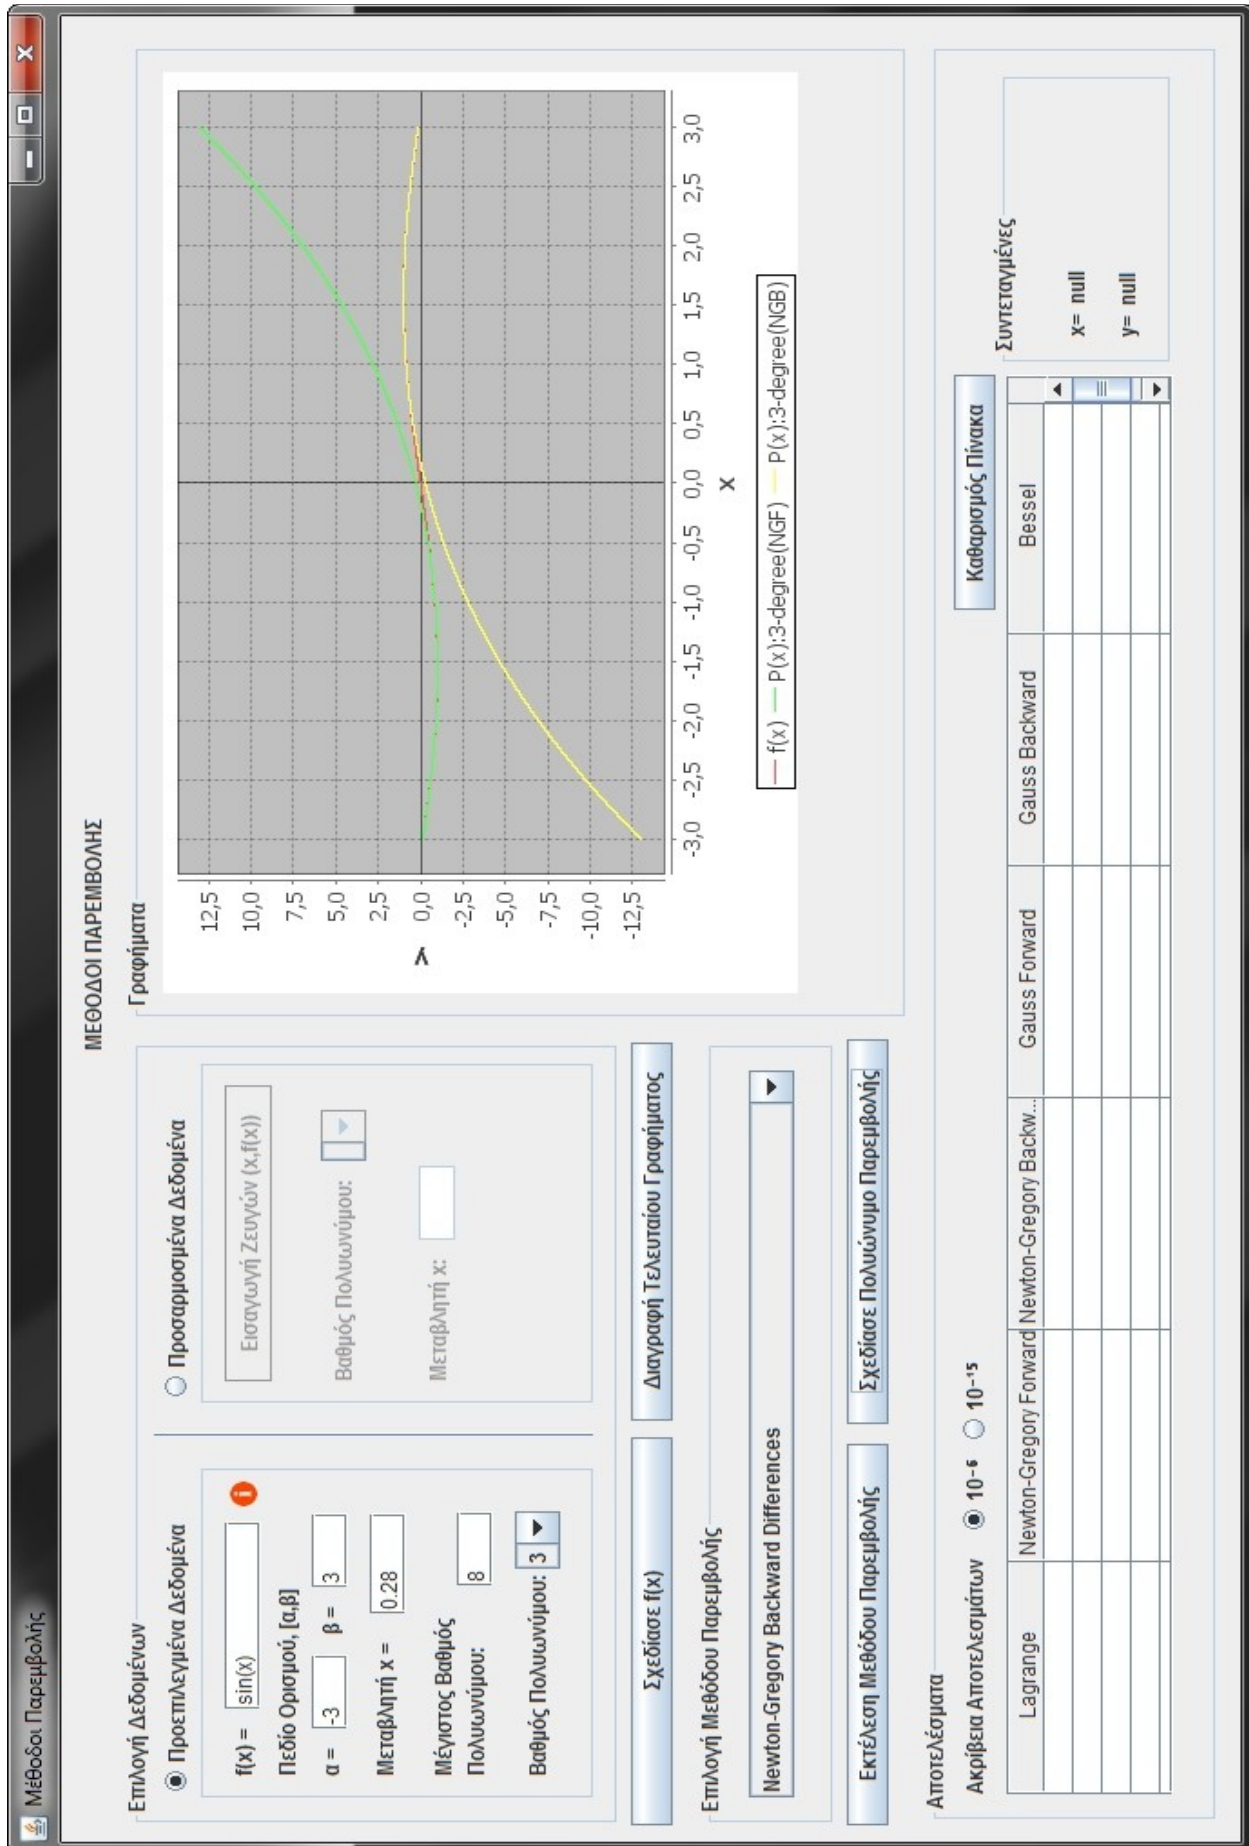 Μέθοδοι Παρεμβολής
ΜΕΘΟΔΟΙ ΠΑΡΕΜΒΟΛΗΣ
Επιλογή Δεδομένων
Προεπιλεγμένα Δεδομένα
f(x) = sin(x)
Πεδίο Ορισμού, [α,β]
α = -3 β = 3
Μεταβλητή x = 0.28
Μέγιστος Βαθμός
Πολυωνύμου: 8
Βαθμός Πολυωνύμου: 3
Προσαρμοσμένα Δεδομένα
Εισαγωγή Ζευγών (x,f(x))
Βαθμός Πολυωνύμου:
Μεταβλητή x:
Σχεδίασε f(x)
Διαγραφή Τελευταίου Γραφήματος
Επιλογή Μεθόδου Παρεμβολής
Newton-Gregory Backward Differences
Εκτέλεση Μεθόδου Παρεμβολής
Σχεδίασε Πολυώνυμο Παρεμβολής
Γραφήματα
Y
12,5
10,0
7,5
5,0
2,5
0,0
-2,5
-5,0
-7,5
-10,0
-12,5
-3,0 -2,5 -2,0 -1,5 -1,0 -0,5 0,0 0,5 1,0 1,5 2,0 2,5 3,0
X
f(x) P(x):3-degree(NGF) P(x):3-degree(NGB)
Αποτελέσματα
Ακρίβεια Αποτελεσμάτων 10⁻⁶ 10⁻¹⁵
Καθαρισμός Πίνακα
Lagrange Newton-Gregory Forward Newton-Gregory Backw... Gauss Forward Gauss Backward Bessel
Συντεταγμένες
x= null
y= null